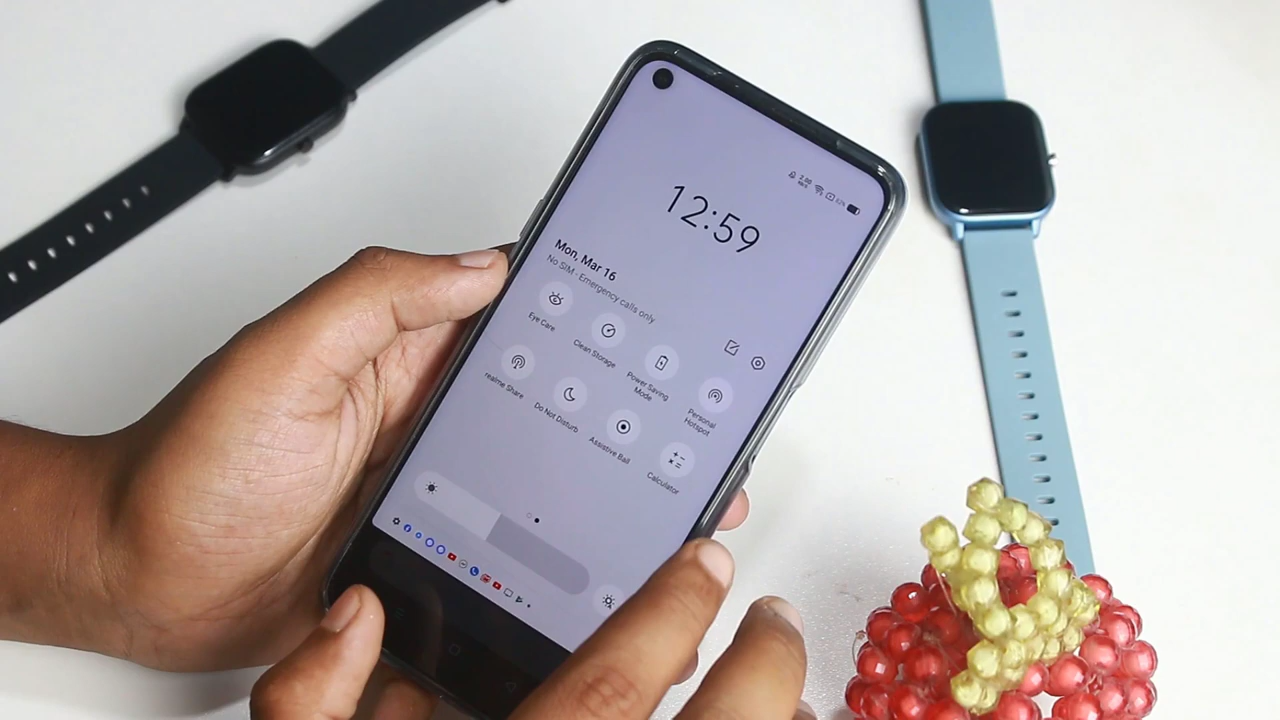 12:59
Mon, Mar 16
No SIM - Emergency calls only
Eye Care
Clean Storage
Power Saving
Mode
Personal
Hotspot
realme Share
Do Not Disturb
Assistive Ball
Calculator